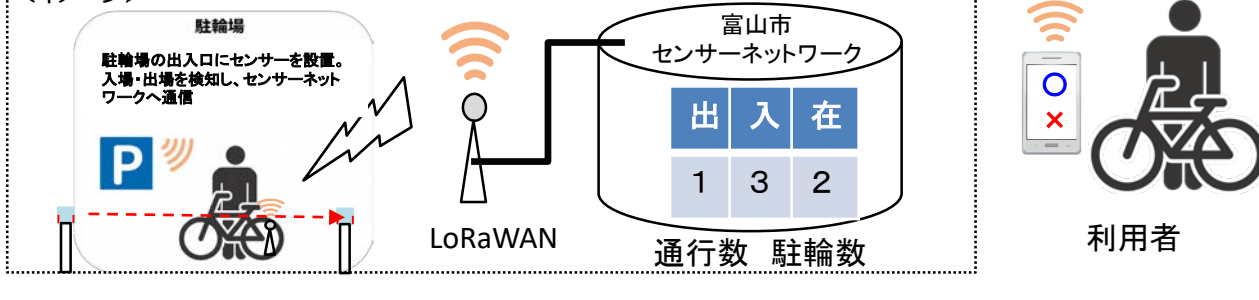 駐輪場
駐輪場の出入口にセンサーを設置。
入場・出場を検知し、センサーネット
ワークへ通信
P
LoRaWAN
富山市
センサーネットワーク
出 入 在
1 3 2
通行数 駐輪数
利用者